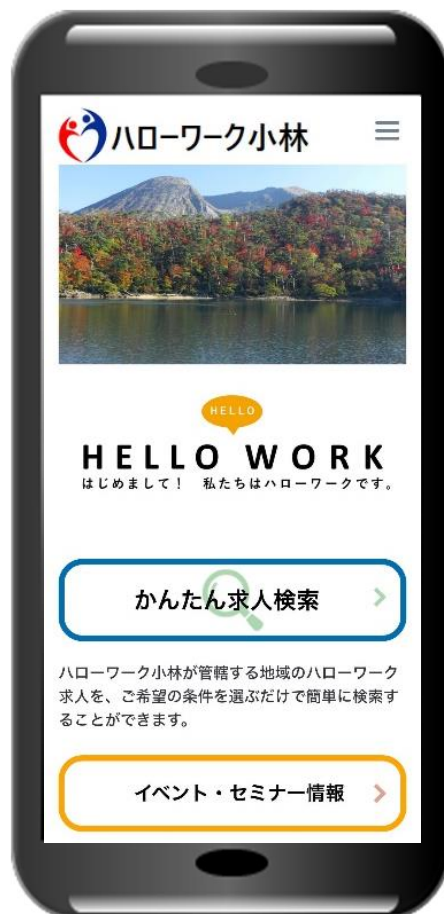 ハローワーク小林
HELLO
HELLO WORK
はじめまして！　私たちはハローワークです。
かんたん求人検索
ハローワーク小林が管轄する地域のハローワーク
求人を、ご希望の条件を選ぶだけで簡単に検索す
ることができます。
イベント・セミナー情報